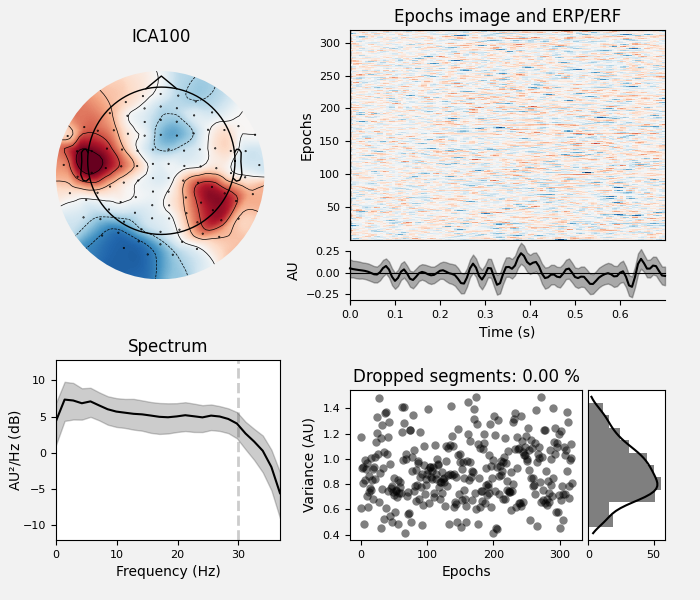 ICA100
Epochs image and ERP/ERF
Epochs
300
250
200
150
100
50
AU
0.25
0.00
−0.25
0.0 0.1 0.2 0.3 0.4 0.5 0.6
Time (s)
Spectrum
AU²/Hz (dB)
10
5
0
−5
−10
0 10 20 30
Frequency (Hz)
Dropped segments: 0.00 %
Variance (AU)
1.4
1.2
1.0
0.8
0.6
0.4
0 100 200 300
Epochs
0 50